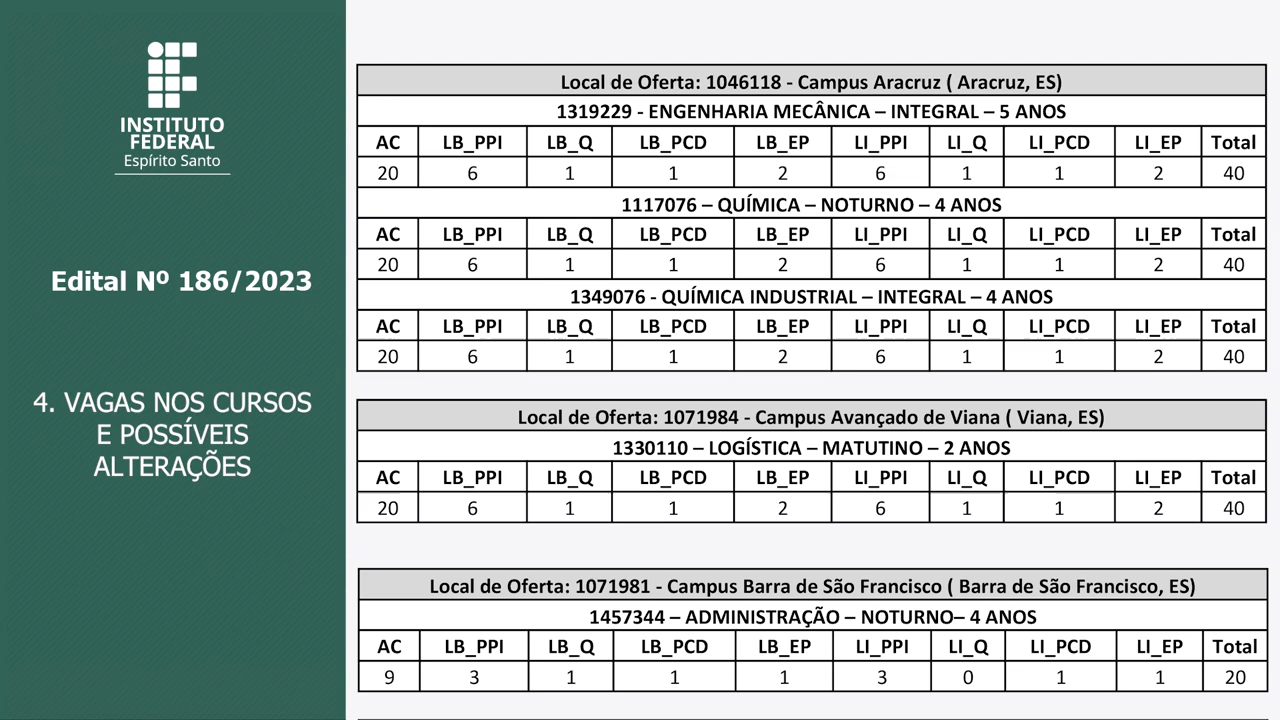 INSTITUTO
FEDERAL
Espírito Santo
Edital Nº 186/2023
4. VAGAS NOS CURSOS
E POSSÍVEIS
ALTERAÇÕES
Local de Oferta: 1046118 - Campus Aracruz ( Aracruz, ES)
1319229 - ENGENHARIA MECÂNICA – INTEGRAL – 5 ANOS
AC LB_PPI LB_Q LB_PCD LB_EP LI_PPI LI_Q LI_PCD LI_EP Total
20 6 1 1 2 6 1 1 2 40
1117076 – QUÍMICA – NOTURNO – 4 ANOS
AC LB_PPI LB_Q LB_PCD LB_EP LI_PPI LI_Q LI_PCD LI_EP Total
20 6 1 1 2 6 1 1 2 40
1349076 - QUÍMICA INDUSTRIAL – INTEGRAL – 4 ANOS
AC LB_PPI LB_Q LB_PCD LB_EP LI_PPI LI_Q LI_PCD LI_EP Total
20 6 1 1 2 6 1 1 2 40
Local de Oferta: 1071984 - Campus Avançado de Viana ( Viana, ES)
1330110 – LOGÍSTICA – MATUTINO – 2 ANOS
AC LB_PPI LB_Q LB_PCD LB_EP LI_PPI LI_Q LI_PCD LI_EP Total
20 6 1 1 2 6 1 1 2 40
Local de Oferta: 1071981 - Campus Barra de São Francisco ( Barra de São Francisco, ES)
1457344 – ADMINISTRAÇÃO – NOTURNO– 4 ANOS
AC LB_PPI LB_Q LB_PCD LB_EP LI_PPI LI_Q LI_PCD LI_EP Total
9 3 1 1 1 3 0 1 1 20